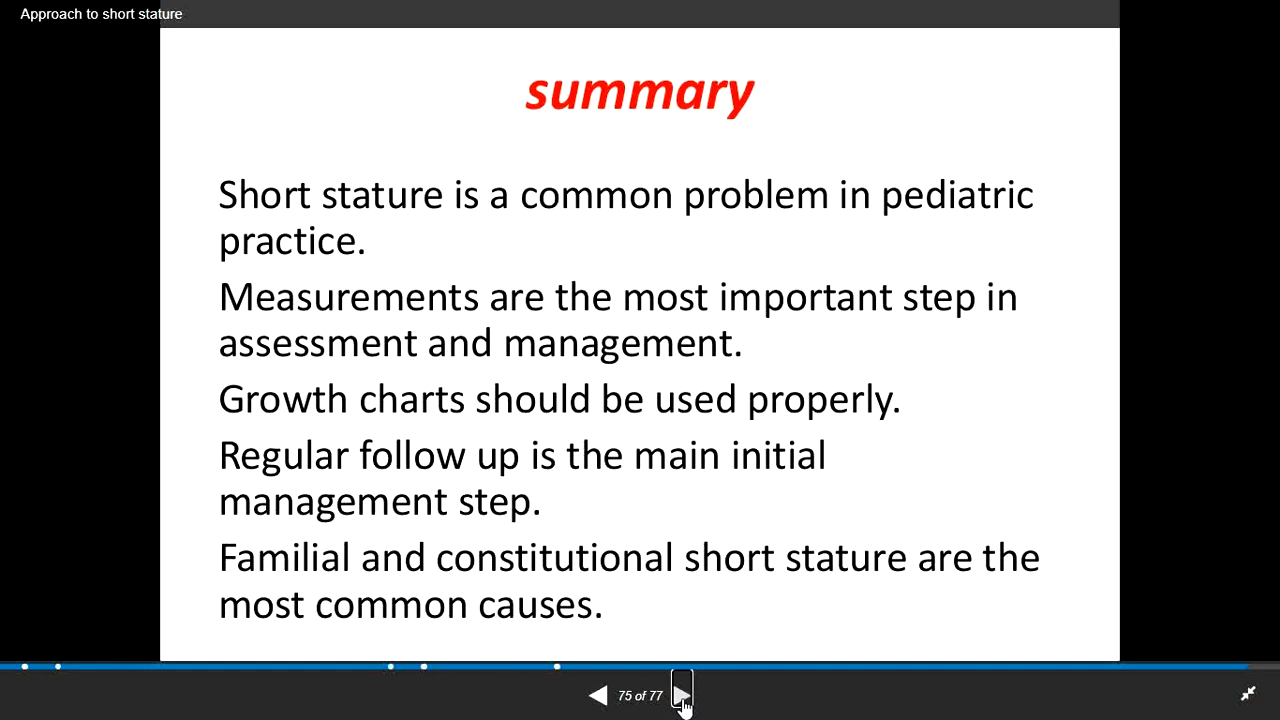 Approach to short stature
summary
Short stature is a common problem in pediatric
practice.
Measurements are the most important step in
assessment and management.
Growth charts should be used properly.
Regular follow up is the main initial
management step.
Familial and constitutional short stature are the
most common causes.
75 of 77